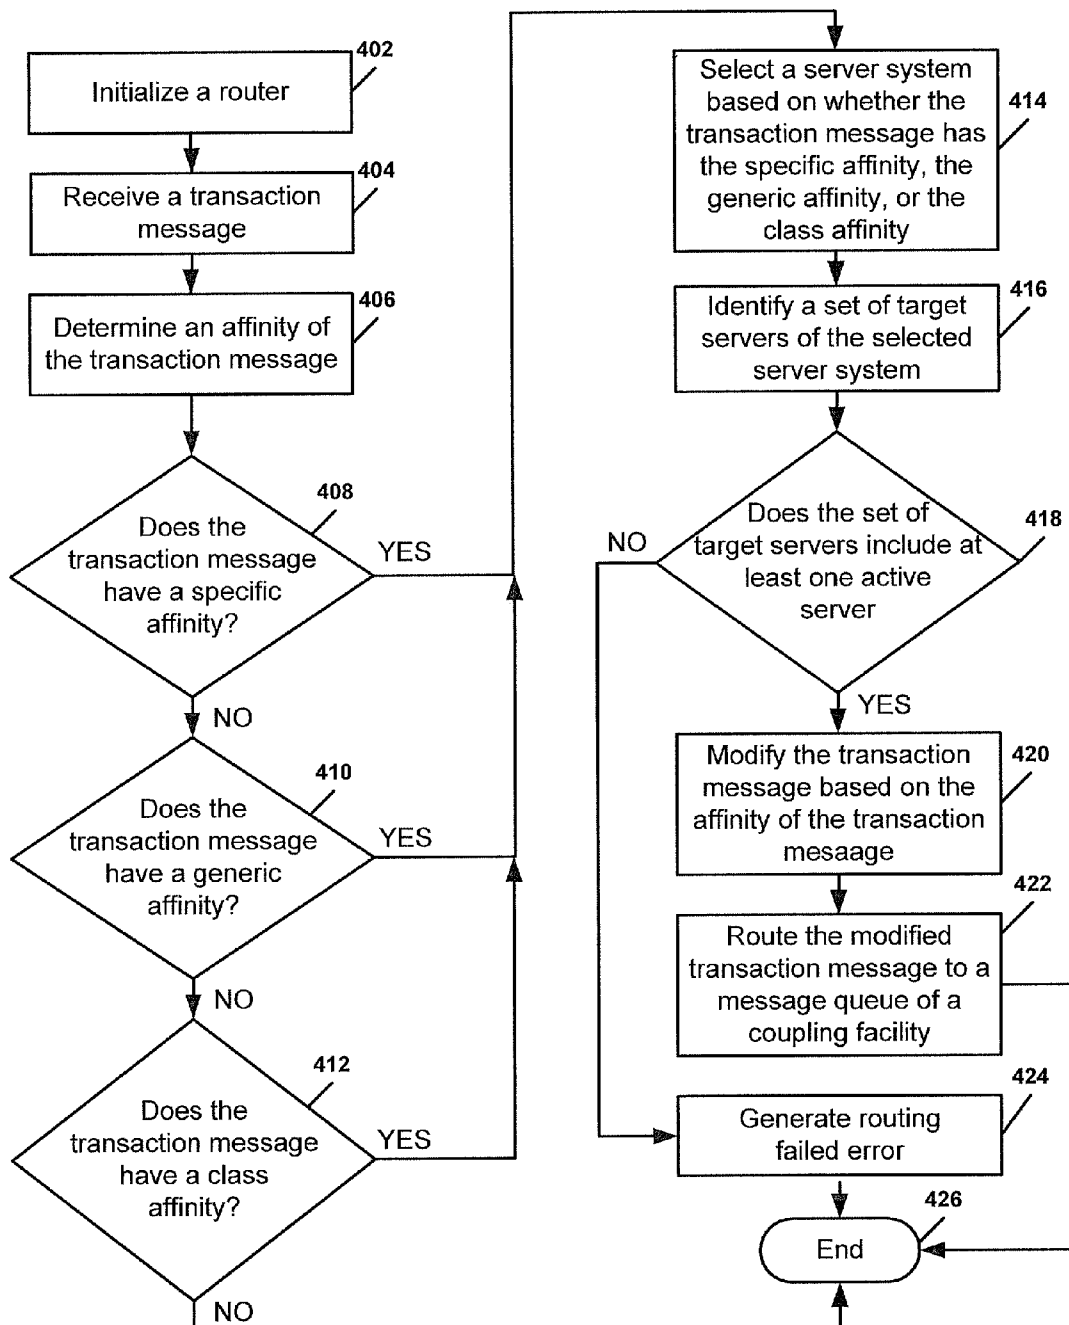 402
Initialize a router
404
Receive a transaction
message
406
Determine an affinity of
the transaction message
408
Does the
transaction message
have a specific
affinity?
YES
NO
410
Does the
transaction message
have a generic
affinity?
YES
NO
412
Does the
transaction message
have a class
affinity?
YES
NO
414
Select a server system
based on whether the
transaction message has
the specific affinity, the
generic affinity, or the
class affinity
416
Identify a set of target
servers of the selected
server system
418
Does the set of
target servers include at
least one active
server
NO
YES
420
Modify the transaction
message based on the
affinity of the transaction
mesaage
422
Route the modified
transaction message to a
message queue of a
coupling facility
424
Generate routing
failed error
426
End